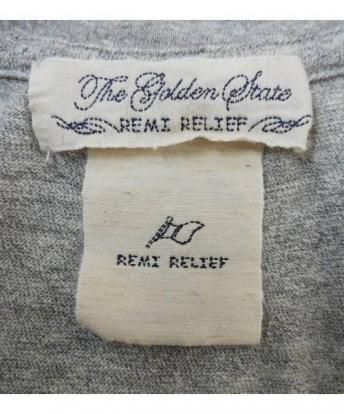 The Golden State
REMI RELIEF
REMI RELIEF